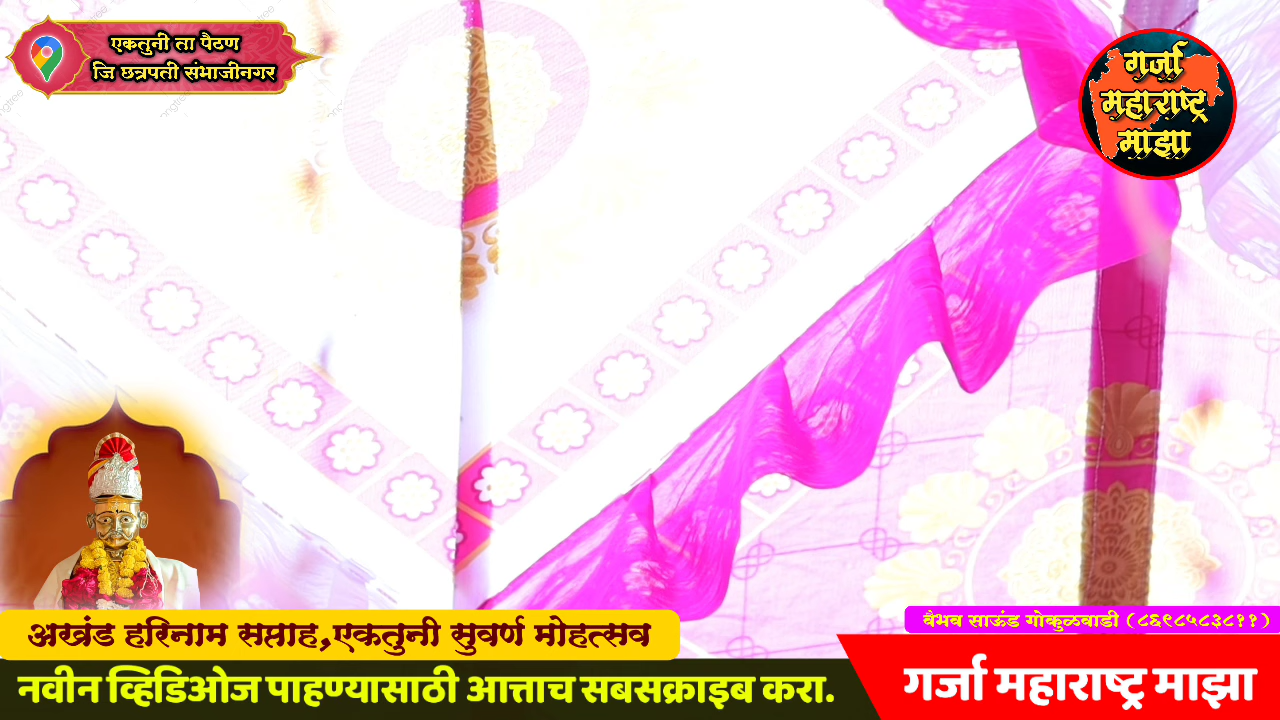 एकतुनी ता पैठण
जि छत्रपती संभाजीनगर
गर्जा
महाराष्ट्र
माझा
अखंड हरिनाम सप्ताह,एकतुनी सुवर्ण मोहत्सव
वैभव साऊंड गोकुळवाडी (८६९८५८३८११)
नवीन व्हिडिओज पाहण्यासाठी आत्ताच सबसक्राइब करा.
गर्जा महाराष्ट्र माझा